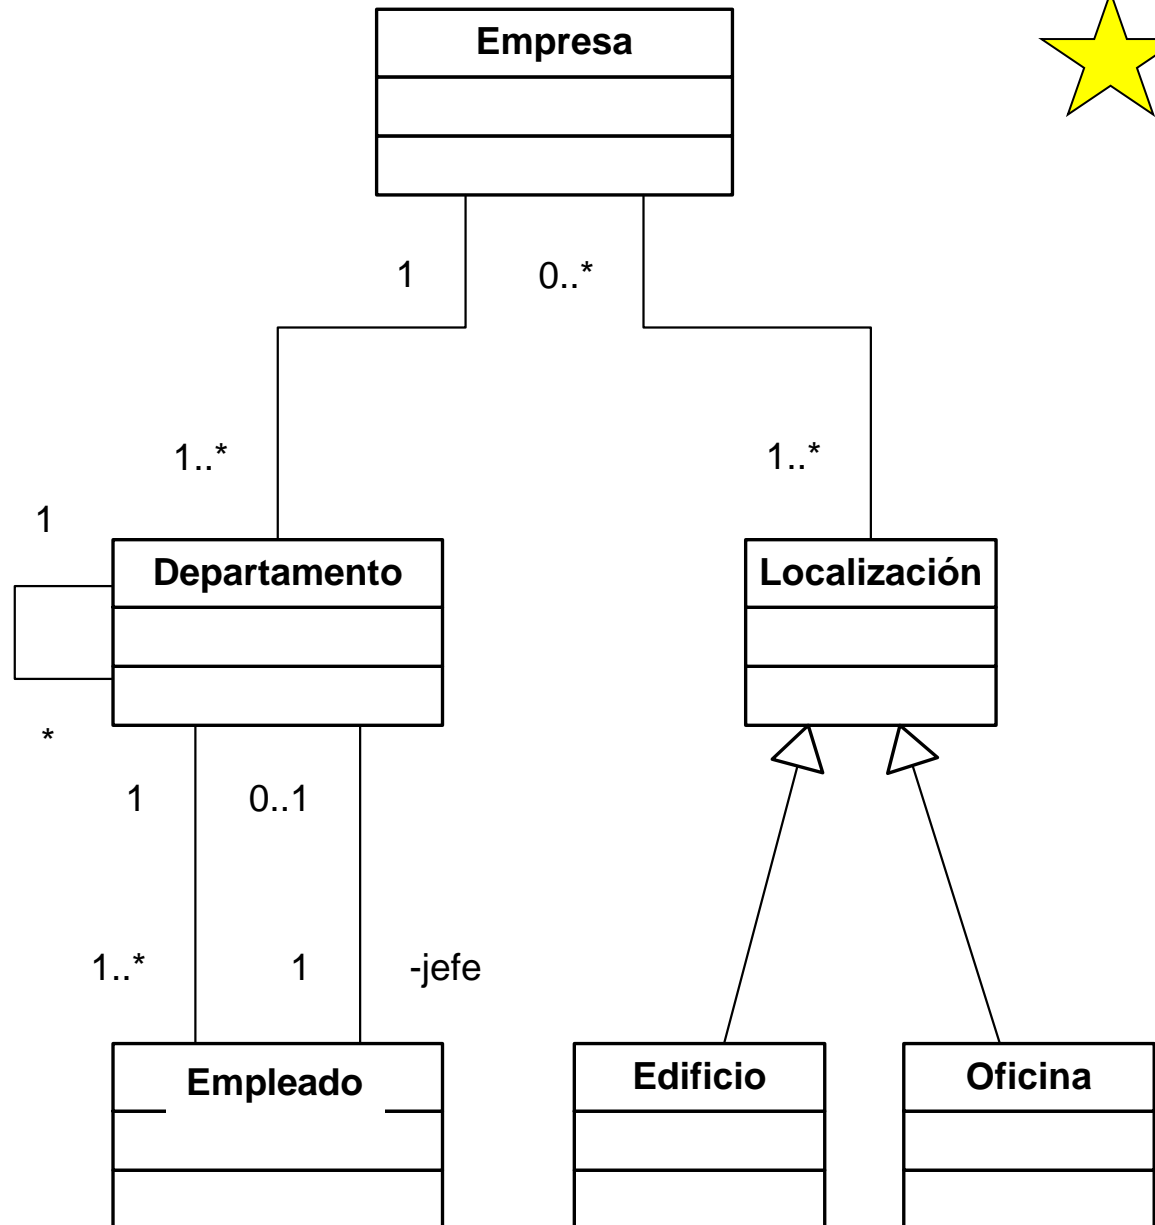 Empresa
1
0..*
1..*
1..*
1
Departamento
Localización
*
1
0..1
1..*
1
-jefe
Empleado
Edificio
Oficina